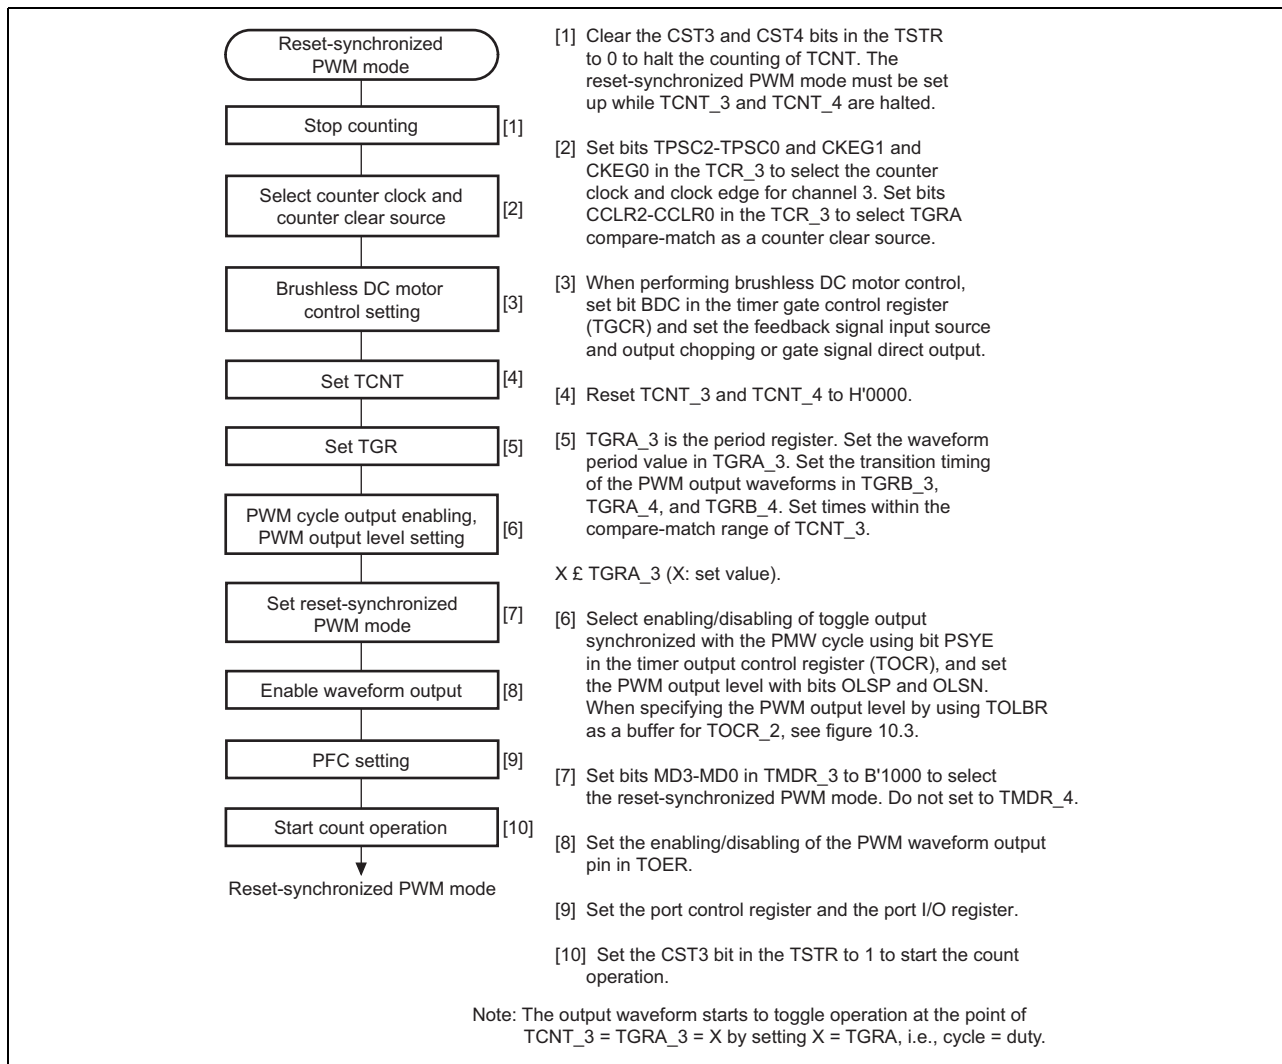 Reset-synchronized
PWM mode
Stop counting
[1]
Select counter clock and
counter clear source
[2]
Brushless DC motor
control setting
[3]
Set TCNT
[4]
Set TGR
[5]
PWM cycle output enabling,
PWM output level setting
[6]
Set reset-synchronized
PWM mode
[7]
Enable waveform output
[8]
PFC setting
[9]
Start count operation
[10]
Reset-synchronized PWM mode
[1] Clear the CST3 and CST4 bits in the TSTR
to 0 to halt the counting of TCNT. The
reset-synchronized PWM mode must be set
up while TCNT_3 and TCNT_4 are halted.
[2] Set bits TPSC2-TPSC0 and CKEG1 and
CKEG0 in the TCR_3 to select the counter
clock and clock edge for channel 3. Set bits
CCLR2-CCLR0 in the TCR_3 to select TGRA
compare-match as a counter clear source.
[3] When performing brushless DC motor control,
set bit BDC in the timer gate control register
(TGCR) and set the feedback signal input source
and output chopping or gate signal direct output.
[4] Reset TCNT_3 and TCNT_4 to H'0000.
[5] TGRA_3 is the period register. Set the waveform
period value in TGRA_3. Set the transition timing
of the PWM output waveforms in TGRB_3,
TGRA_4, and TGRB_4. Set times within the
compare-match range of TCNT_3.
X £ TGRA_3 (X: set value).
[6] Select enabling/disabling of toggle output
synchronized with the PMW cycle using bit PSYE
in the timer output control register (TOCR), and set
the PWM output level with bits OLSP and OLSN.
When specifying the PWM output level by using TOLBR
as a buffer for TOCR_2, see figure 10.3.
[7] Set bits MD3-MD0 in TMDR_3 to B'1000 to select
the reset-synchronized PWM mode. Do not set to TMDR_4.
[8] Set the enabling/disabling of the PWM waveform output
pin in TOER.
[9] Set the port control register and the port I/O register.
[10] Set the CST3 bit in the TSTR to 1 to start the count
operation.
Note: The output waveform starts to toggle operation at the point of
TCNT_3 = TGRA_3 = X by setting X = TGRA, i.e., cycle = duty.